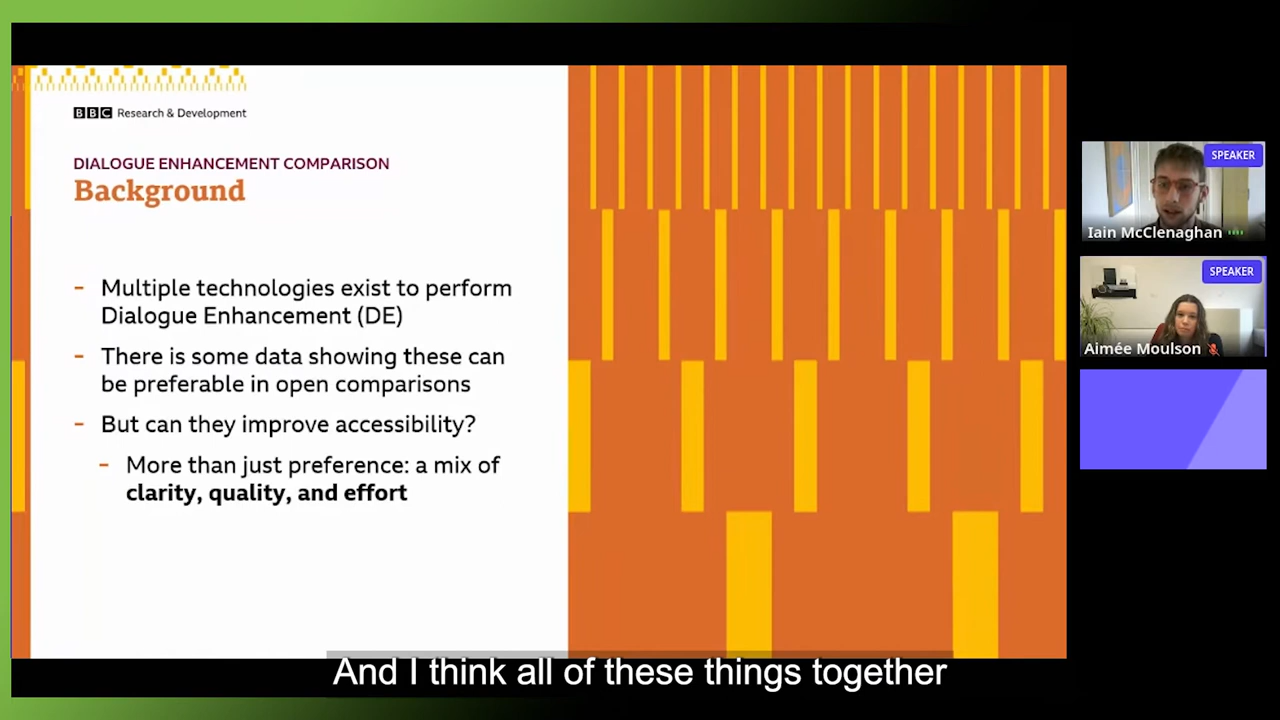 BBC Research & Development
DIALOGUE ENHANCEMENT COMPARISON
Background
- Multiple technologies exist to perform
Dialogue Enhancement (DE)
- There is some data showing these can
be preferable in open comparisons
- But can they improve accessibility?
- More than just preference: a mix of
clarity, quality, and effort
SPEAKER
Iain McClenaghan
SPEAKER
Aimée Moulson
And I think all of these things together